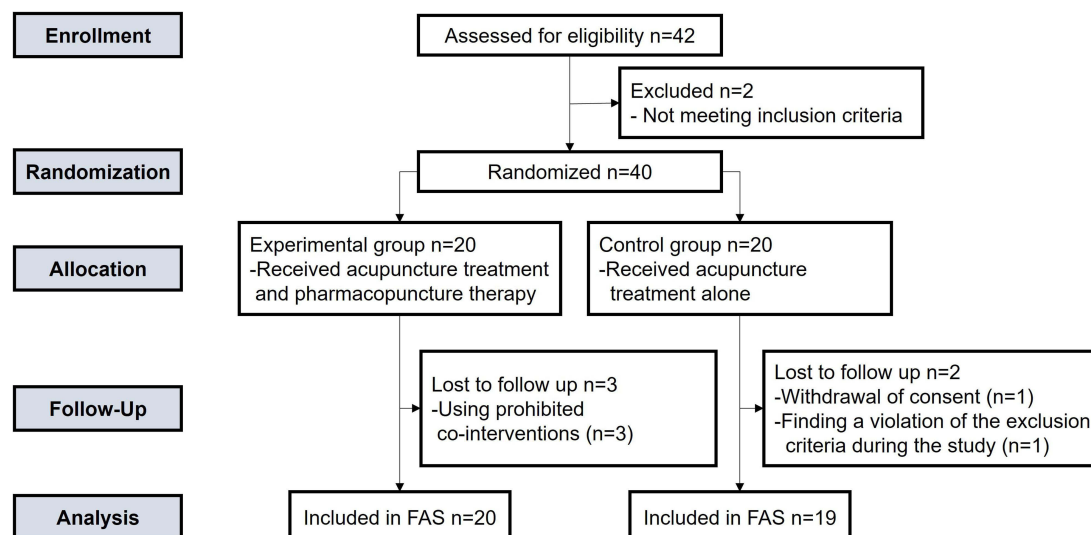 Enrollment
Assessed for eligibility n=42
Excluded n=2
- Not meeting inclusion criteria
Randomization
Randomized n=40
Allocation
Experimental group n=20
-Received acupuncture treatment
and pharmacopuncture therapy
Control group n=20
-Received acupuncture
treatment alone
Follow-Up
Lost to follow up n=3
-Using prohibited
co-interventions (n=3)
Lost to follow up n=2
-Withdrawal of consent (n=1)
-Finding a violation of the exclusion
criteria during the study (n=1)
Analysis
Included in FAS n=20
Included in FAS n=19